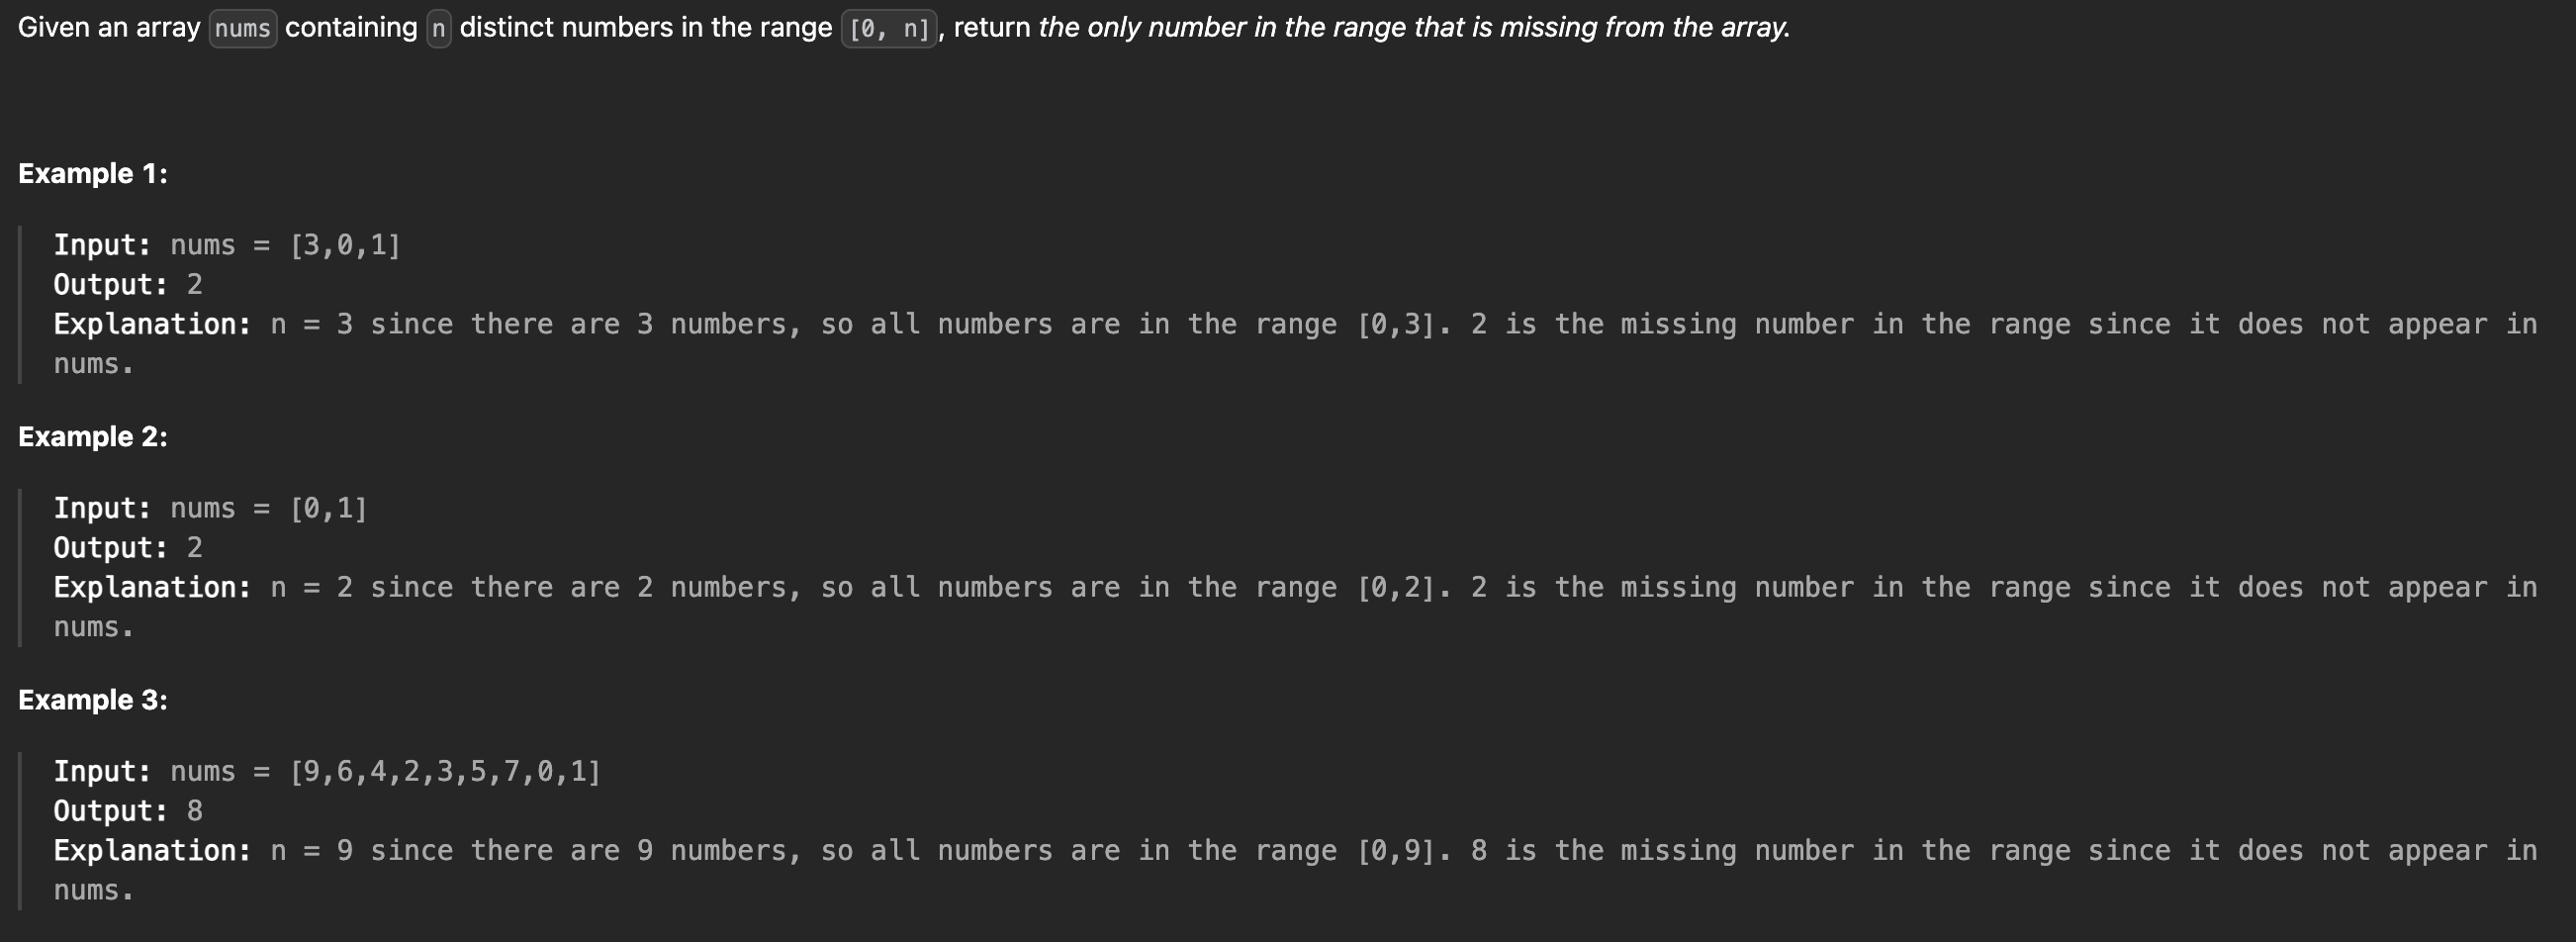 Given an array nums containing n distinct numbers in the range [0, n], return the only number in the range that is missing from the array.
Example 1:
Input: nums = [3,0,1]
Output: 2
Explanation: n = 3 since there are 3 numbers, so all numbers are in the range [0,3]. 2 is the missing number in the range since it does not appear in
nums.
Example 2:
Input: nums = [0,1]
Output: 2
Explanation: n = 2 since there are 2 numbers, so all numbers are in the range [0,2]. 2 is the missing number in the range since it does not appear in
nums.
Example 3:
Input: nums = [9,6,4,2,3,5,7,0,1]
Output: 8
Explanation: n = 9 since there are 9 numbers, so all numbers are in the range [0,9]. 8 is the missing number in the range since it does not appear in
nums.